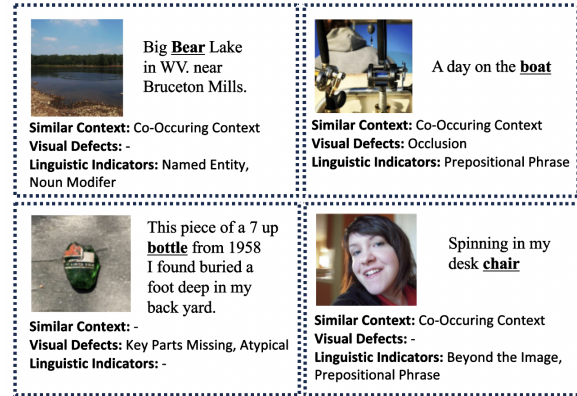 Big Bear Lake
in WV. near
Bruceton Mills.
Similar Context: Co-Occuring Context
Visual Defects: -
Linguistic Indicators: Named Entity,
Noun Modifer
A day on the boat
Similar Context: Co-Occuring Context
Visual Defects: Occlusion
Linguistic Indicators: Prepositional Phrase
This piece of a 7 up
bottle from 1958
I found buried a
foot deep in my
back yard.
Similar Context: -
Visual Defects: Key Parts Missing, Atypical
Linguistic Indicators: -
Spinning in my
desk chair
Similar Context: Co-Occuring Context
Visual Defects: -
Linguistic Indicators: Beyond the Image,
Prepositional Phrase